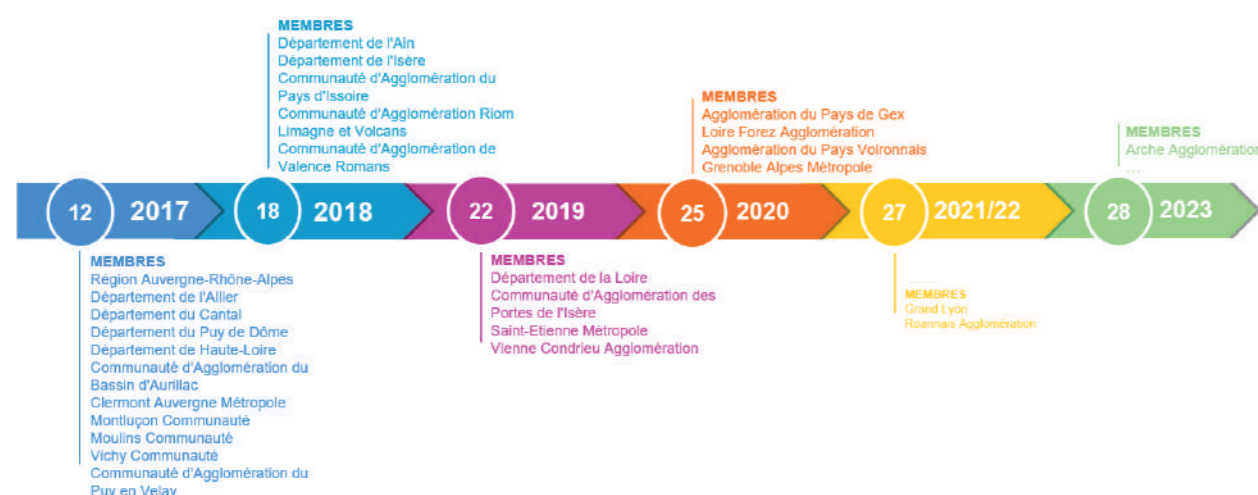 MEMBRES
Département de l'Ain
Département de l'Isère
Communauté d'Agglomération du
Pays d'Issoire
Communauté d'Agglomération Riom
Limagne et Volcans
Communauté d'Agglomération de
Valence Romans
MEMBRES
Agglomération du Pays de Gex
Loire Forez Agglomération
Agglomération du Pays Voironnais
Grenoble Alpes Métropole
MEMBRES
Arche Agglomération
...
12 2017
18 2018
22 2019
25 2020
27 2021/22
28 2023
MEMBRES
Région Auvergne-Rhône-Alpes
Département de l'Allier
Département du Cantal
Département du Puy de Dôme
Département de Haute-Loire
Communauté d'Agglomération du
Bassin d'Aurillac
Clermont Auvergne Métropole
Montluçon Communauté
Moulins Communauté
Vichy Communauté
Communauté d'Agglomération du
Puy en Velay
MEMBRES
Département de la Loire
Communauté d'Agglomération des
Portes de l'Isère
Saint-Etienne Métropole
Vienne Condrieu Agglomération
MEMBRES
Grand Lyon
Roannais Agglomération